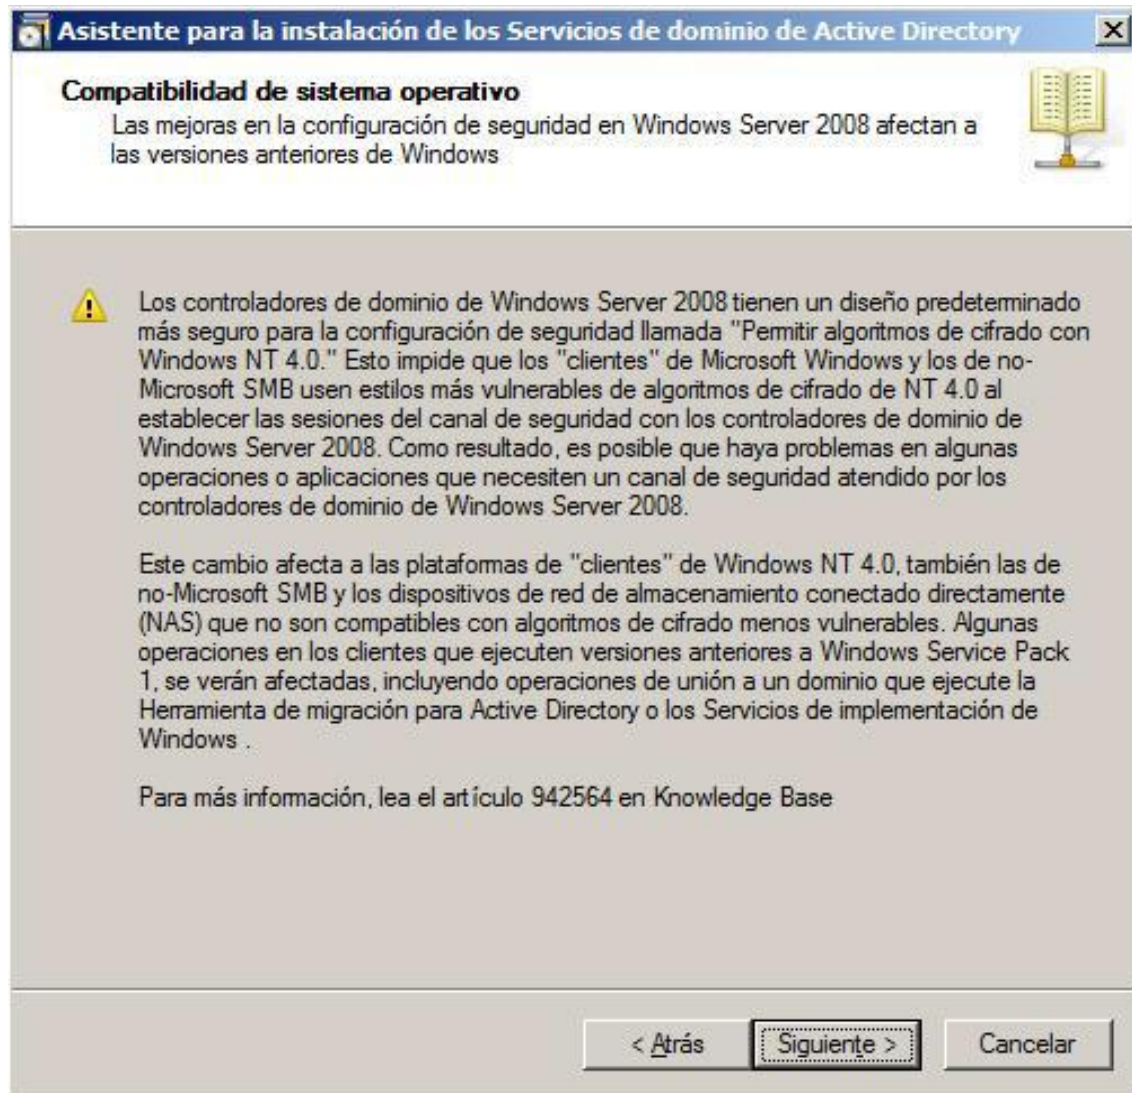 Asistente para la instalación de los Servicios de dominio de Active Directory
Compatibilidad de sistema operativo
Las mejoras en la configuración de seguridad en Windows Server 2008 afectan a
las versiones anteriores de Windows
Los controladores de dominio de Windows Server 2008 tienen un diseño predeterminado
más seguro para la configuración de seguridad llamada "Permitir algoritmos de cifrado con
Windows NT 4.0." Esto impide que los "clientes" de Microsoft Windows y los de no-
Microsoft SMB usen estilos más vulnerables de algoritmos de cifrado de NT 4.0 al
establecer las sesiones del canal de seguridad con los controladores de dominio de
Windows Server 2008. Como resultado, es posible que haya problemas en algunas
operaciones o aplicaciones que necesiten un canal de seguridad atendido por los
controladores de dominio de Windows Server 2008.
Este cambio afecta a las plataformas de "clientes" de Windows NT 4.0, también las de
no-Microsoft SMB y los dispositivos de red de almacenamiento conectado directamente
(NAS) que no son compatibles con algoritmos de cifrado menos vulnerables. Algunas
operaciones en los clientes que ejecuten versiones anteriores a Windows Service Pack
1, se verán afectadas, incluyendo operaciones de unión a un dominio que ejecute la
Herramienta de migración para Active Directory o los Servicios de implementación de
Windows .
Para más información, lea el artículo 942564 en Knowledge Base
< Atrás Siguiente > Cancelar